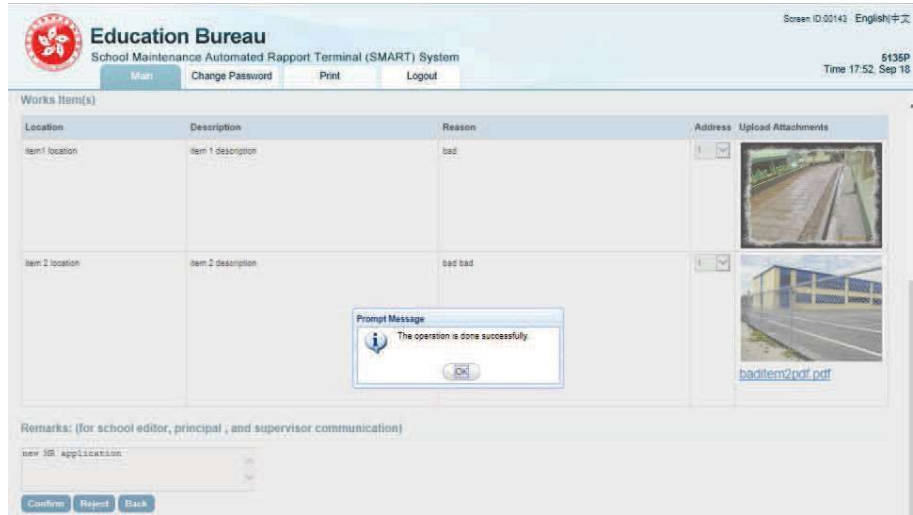 Screen ID:00143 English|中文
Education Bureau
School Maintenance Automated Rapport Terminal (SMART) System
5135P
Main Change Password Print Logout
Time 17:52, Sep 18
Works Item(s)
Location Description Reason Address Upload Attachments
item1 location item 1 description bad 1
item 2 location item 2 description bad bad 1
Prompt Message
The operation is done successfully.
OK
baditem2pdf.pdf
Remarks: (for school editor, principal , and supervisor communication)
new MR application
Confirm Reject Back